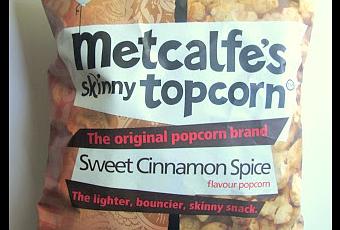 metcalfe's
skinny topcorn
The original popcorn brand
Sweet Cinnamon Spice
flavour popcorn
The lighter, bouncier, skinny snack.